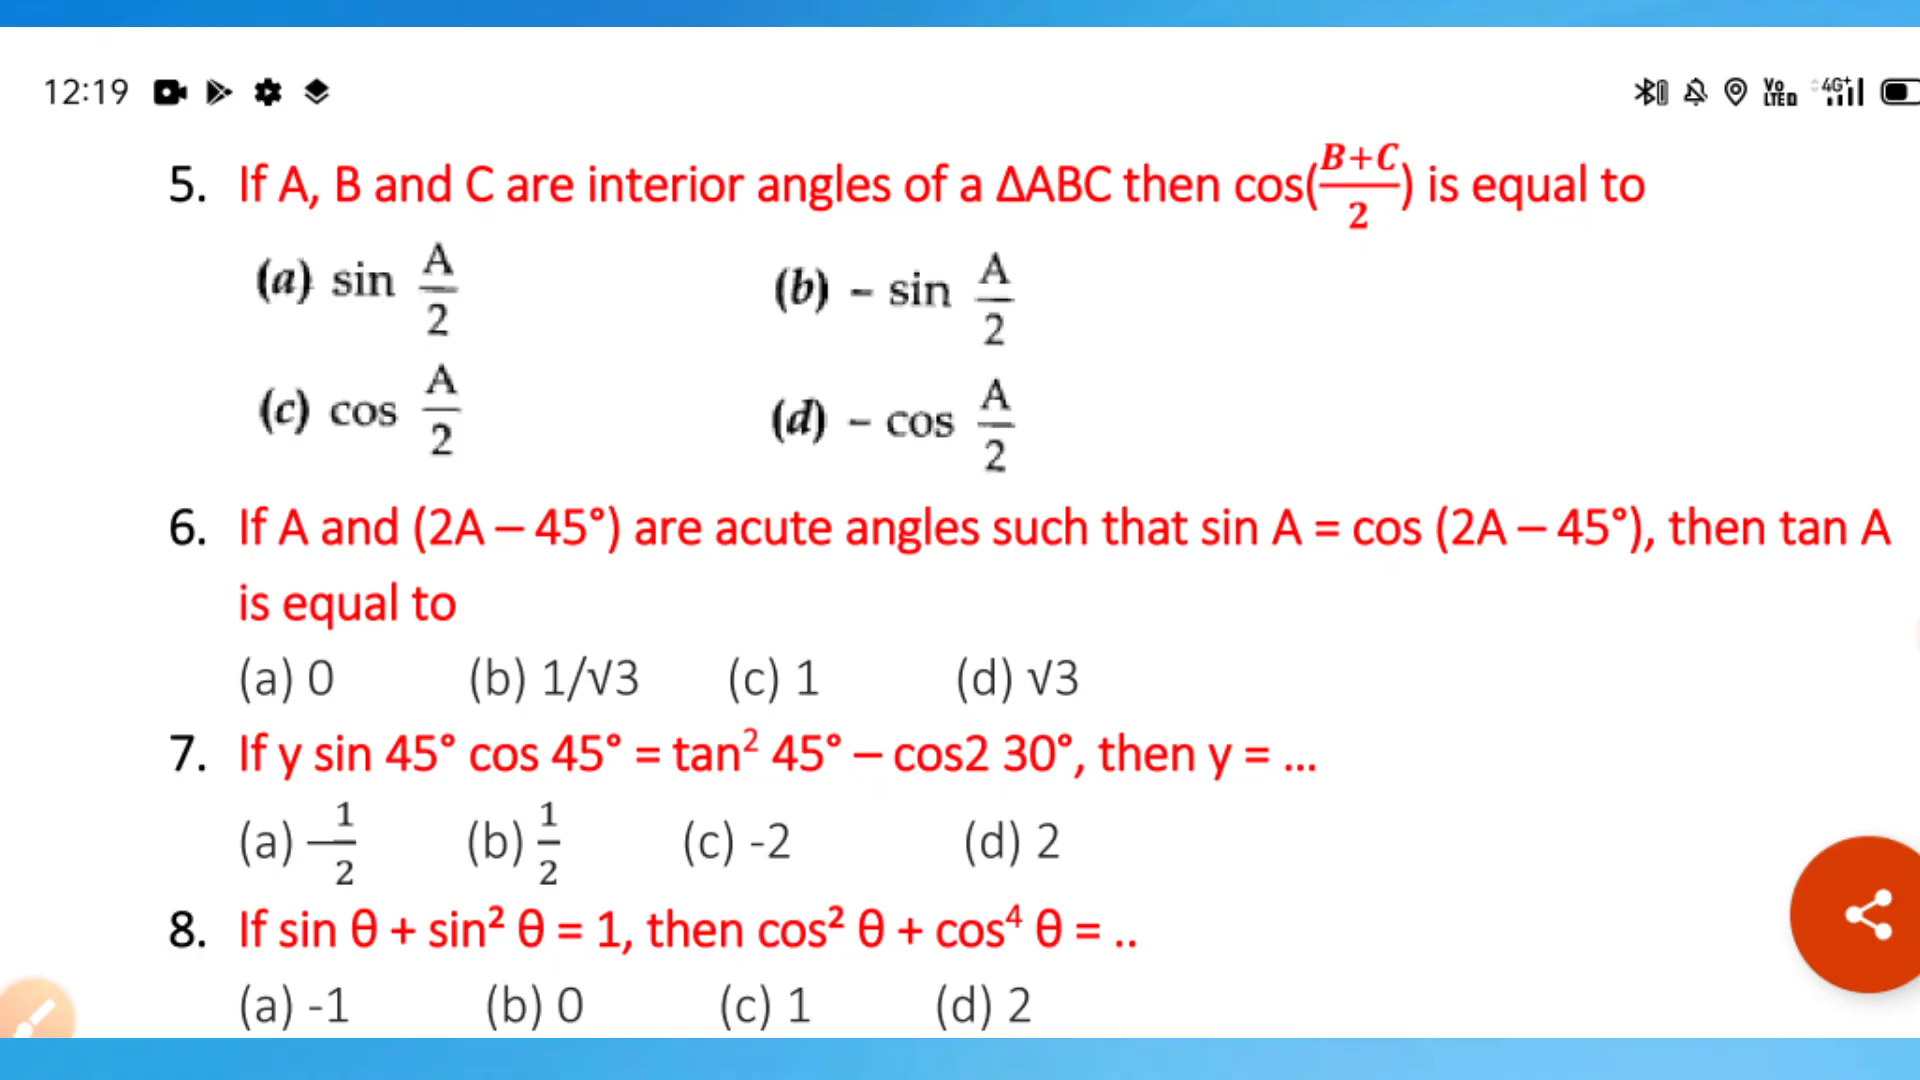 12:19 Vo LTE 4G+
5. If A, B and C are interior angles of a ΔABC then cos(B+C/2) is equal to
(a) sin A/2 (b) – sin A/2
(c) cos A/2 (d) – cos A/2
6. If A and (2A – 45°) are acute angles such that sin A = cos (2A – 45°), then tan A
is equal to
(a) 0 (b) 1/√3 (c) 1 (d) √3
7. If y sin 45° cos 45° = tan² 45° – cos2 30°, then y = ...
(a) –1/2 (b) 1/2 (c) -2 (d) 2
8. If sin θ + sin² θ = 1, then cos² θ + cos⁴ θ = ..
(a) -1 (b) 0 (c) 1 (d) 2